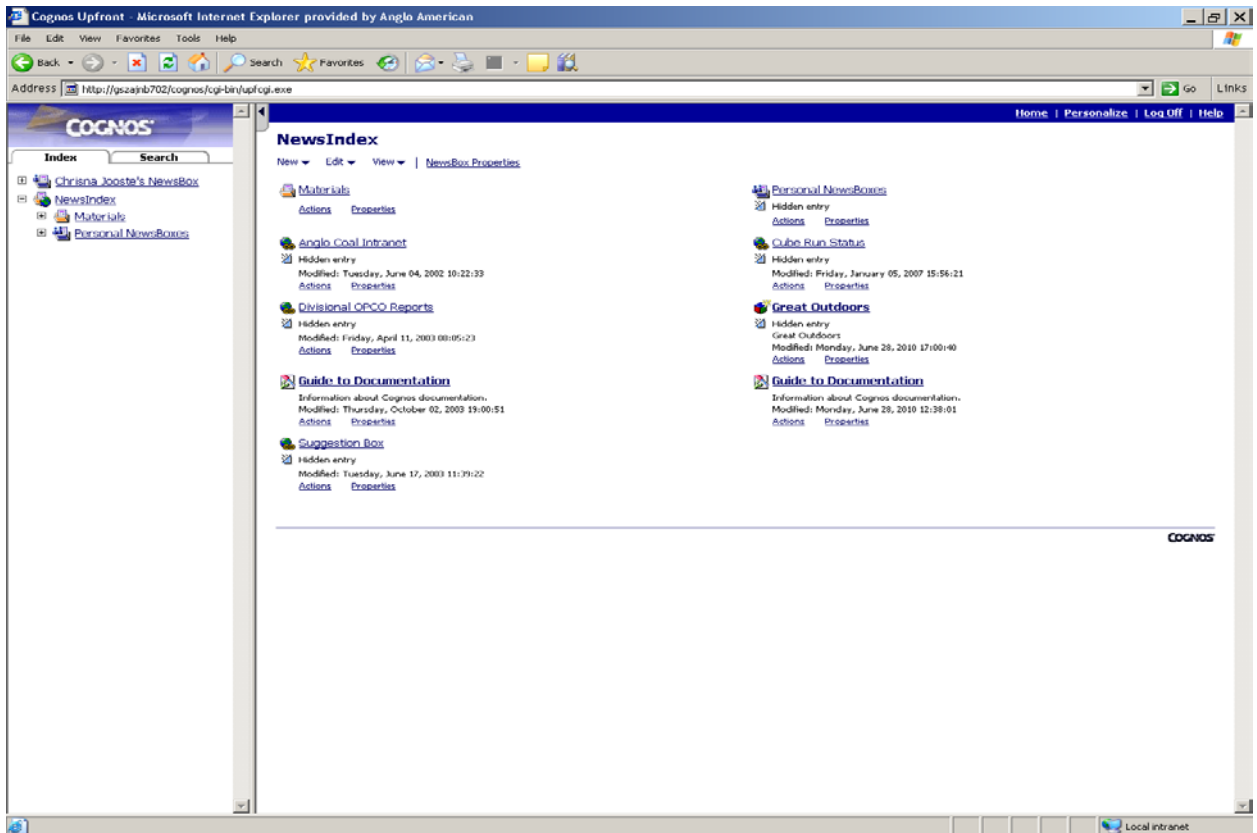 Cognos Upfront - Microsoft Internet Explorer provided by Anglo American
File Edit View Favorites Tools Help
Back Search Favorites
Address http://gszajnb702/cognos/cgi-bin/upfcgi.exe Go Links
COGNOS
Home | Personalize | Log Off | Help
Index Search
Chrisna Jooste's NewsBox
NewsIndex
Materials
Personal NewsBoxes
NewsIndex
New Edit View | NewsBox Properties
Materials
Actions Properties
Personal NewsBoxes
Hidden entry
Actions Properties
Anglo Coal Intranet
Hidden entry
Modified: Tuesday, June 04, 2002 10:22:33
Actions Properties
Cube Run Status
Hidden entry
Modified: Friday, January 05, 2007 15:56:21
Actions Properties
Divisional OPCO Reports
Hidden entry
Modified: Friday, April 11, 2003 08:05:23
Actions Properties
Great Outdoors
Hidden entry
Great Outdoors
Modified: Monday, June 28, 2010 17:00:40
Actions Properties
Guide to Documentation
Information about Cognos documentation.
Modified: Thursday, October 02, 2003 19:00:51
Actions Properties
Guide to Documentation
Information about Cognos documentation.
Modified: Monday, June 28, 2010 12:38:01
Actions Properties
Suggestion Box
Hidden entry
Modified: Tuesday, June 17, 2003 11:39:22
Actions Properties
COGNOS
Local intranet